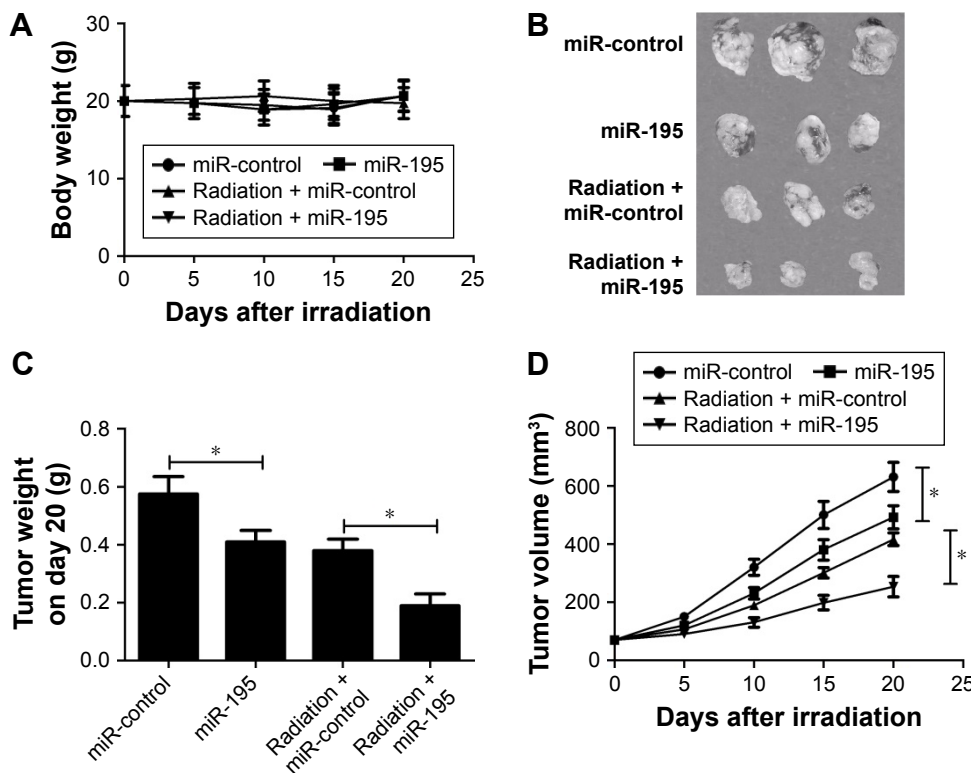 A
Body weight (g)
30
20
10
0
miR-control
miR-195
Radiation + miR-control
Radiation + miR-195
0 5 10 15 20 25
Days after irradiation
B
miR-control
miR-195
Radiation +
miR-control
Radiation +
miR-195
C
Tumor weight
on day 20 (g)
0.8
0.6
0.4
0.2
0.0
*
*
miR-control
miR-195
Radiation +
miR-control
Radiation +
miR-195
D
miR-control
miR-195
Radiation + miR-control
Radiation + miR-195
Tumor volume (mm³)
800
600
400
200
0
*
*
0 5 10 15 20 25
Days after irradiation